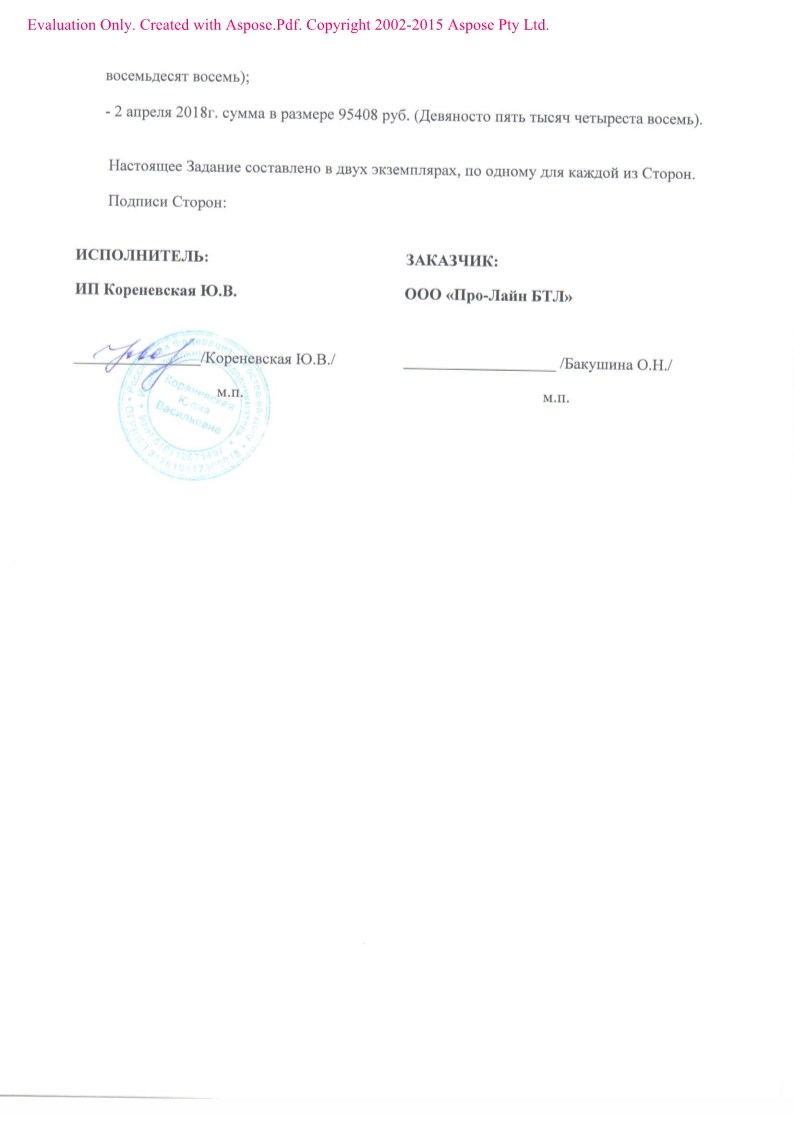 Evaluation Only. Created with Aspose.Pdf. Copyright 2002-2015 Aspose Pty Ltd.
восемьдесят восемь);
- 2 апреля 2018г. сумма в размере 95408 руб. (Девяносто пять тысяч четыреста восемь).
Настоящее Задание составлено в двух экземплярах, по одному для каждой из Сторон.
Подписи Сторон:
ИСПОЛНИТЕЛЬ:
ИП Кореневская Ю.В.
/Кореневская Ю.В./
м.п.
Кореневская
Юлия
Васильевна
ЗАКАЗЧИК:
ООО «Про-Лайн БТЛ»
/Бакушина О.Н./
м.п.